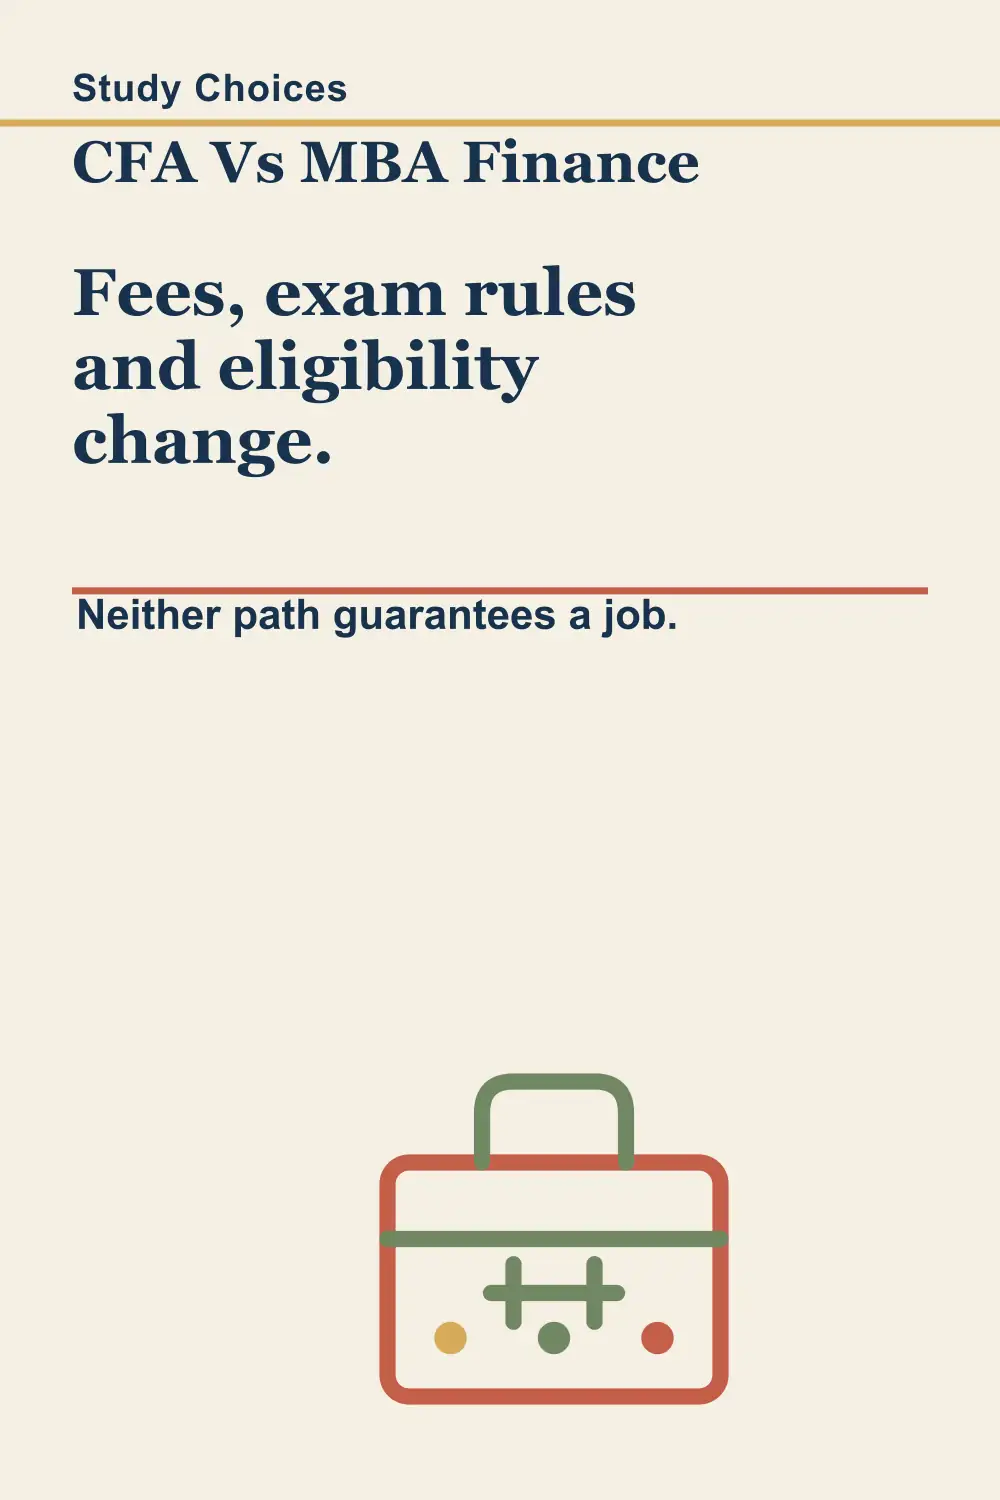 Study Choices
CFA Vs MBA Finance
Fees, exam rules
and eligibility
change.
Neither path guarantees a job.